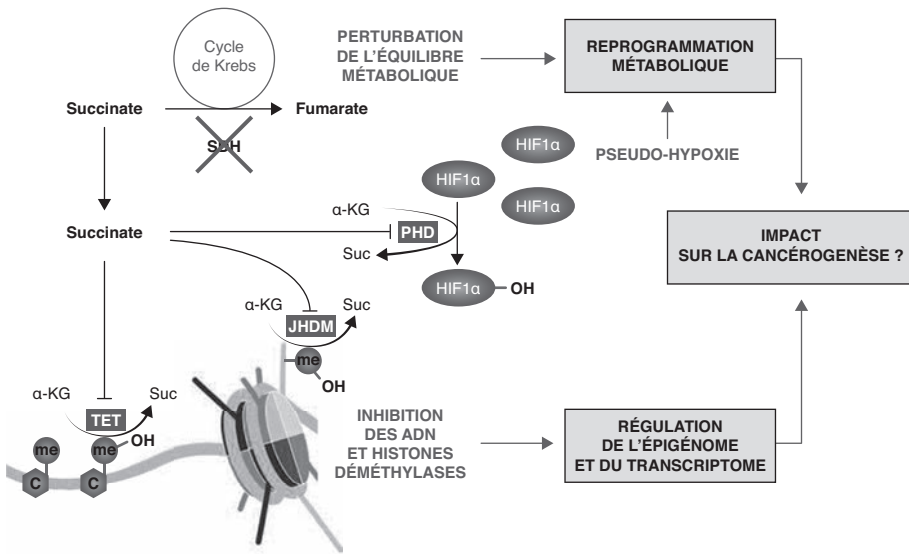 Cycle
de Krebs
Succinate
Fumarate
SDH
PERTURBATION
DE L'ÉQUILIBRE
MÉTABOLIQUE
REPROGRAMMATION
MÉTABOLIQUE
PSEUDO-HYPOXIE
HIF1α
HIF1α
HIF1α
α-KG
PHD
Suc
HIF1α
OH
Succinate
IMPACT
SUR LA CANCÉROGENÈSE ?
α-KG
Suc
JHDM
me
OH
α-KG
Suc
TET
me
me
OH
C
C
INHIBITION
DES ADN
ET HISTONES
DÉMÉTHYLASES
RÉGULATION
DE L'ÉPIGÉNOME
ET DU TRANSCRIPTOME